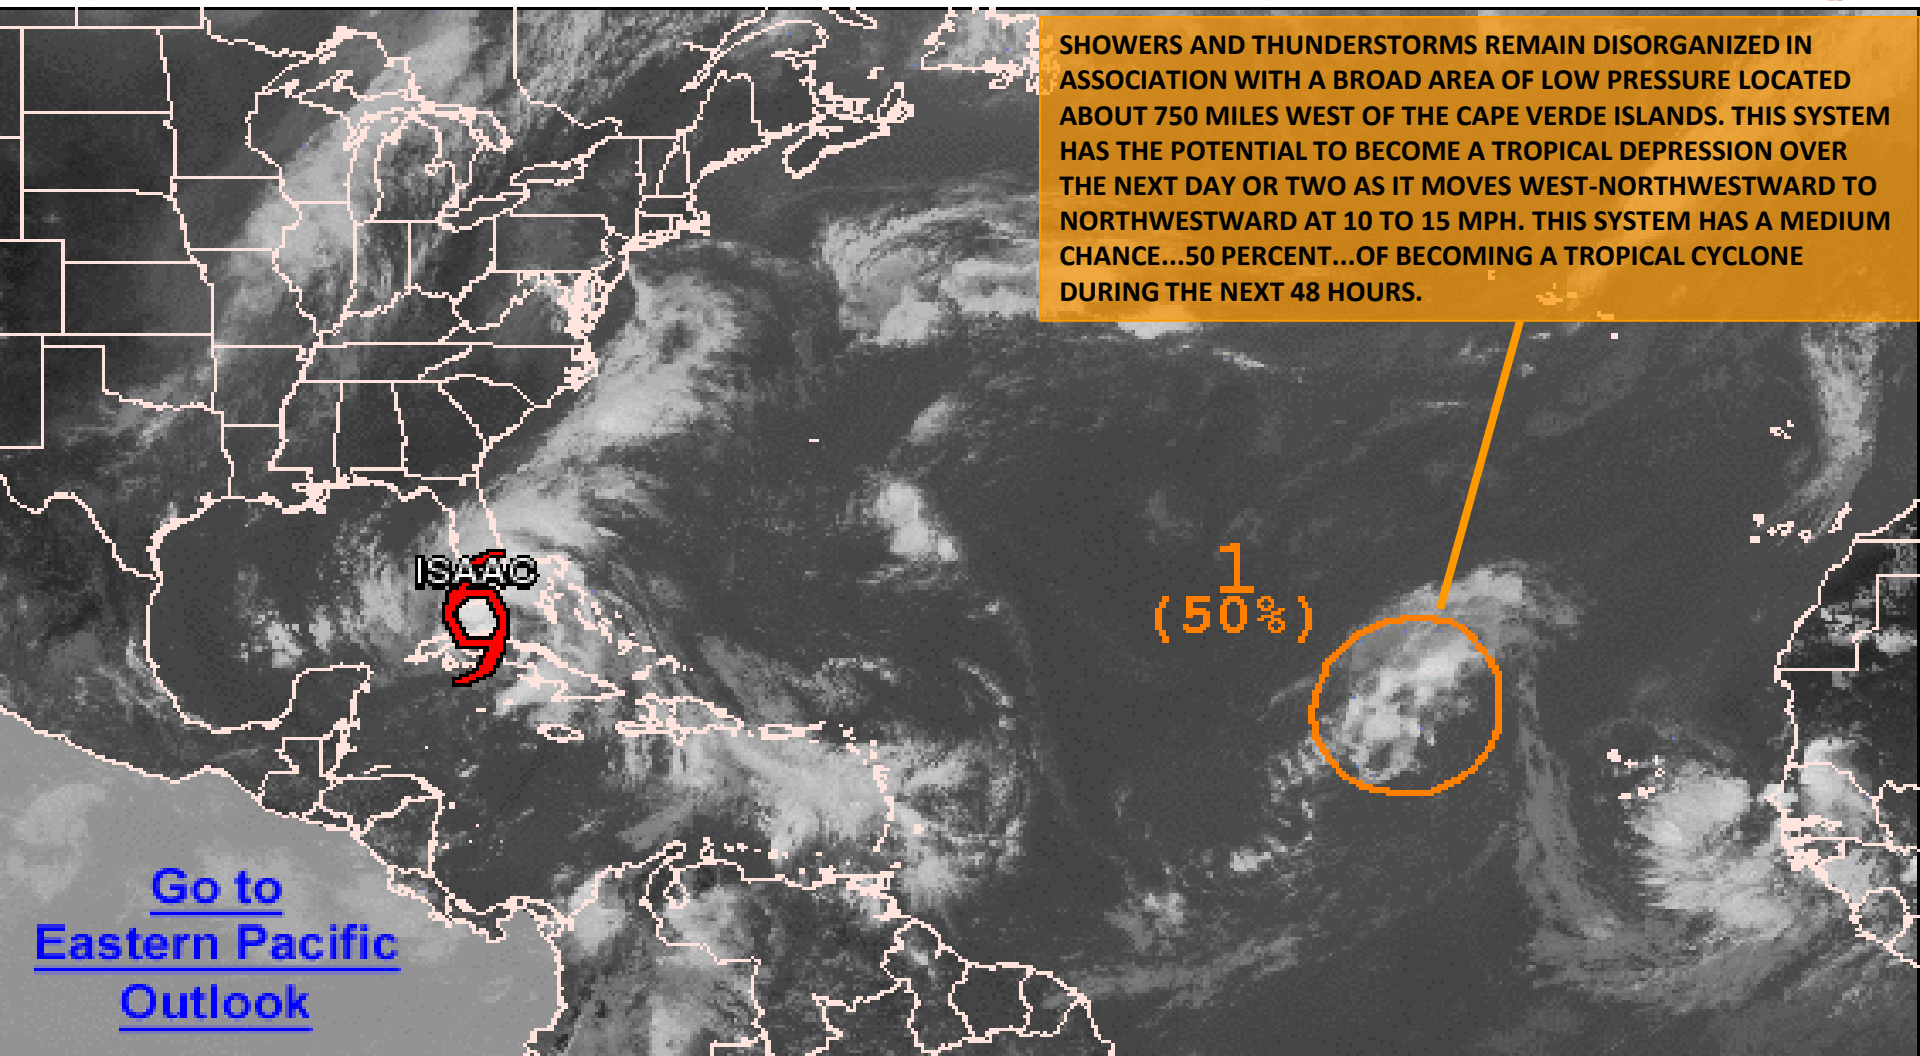 SHOWERS AND THUNDERSTORMS REMAIN DISORGANIZED IN
ASSOCIATION WITH A BROAD AREA OF LOW PRESSURE LOCATED
ABOUT 750 MILES WEST OF THE CAPE VERDE ISLANDS. THIS SYSTEM
HAS THE POTENTIAL TO BECOME A TROPICAL DEPRESSION OVER
THE NEXT DAY OR TWO AS IT MOVES WEST-NORTHWESTWARD TO
NORTHWESTWARD AT 10 TO 15 MPH. THIS SYSTEM HAS A MEDIUM
CHANCE...50 PERCENT...OF BECOMING A TROPICAL CYCLONE
DURING THE NEXT 48 HOURS.
ISAAC
1
(50%)
Go to
Eastern Pacific
Outlook